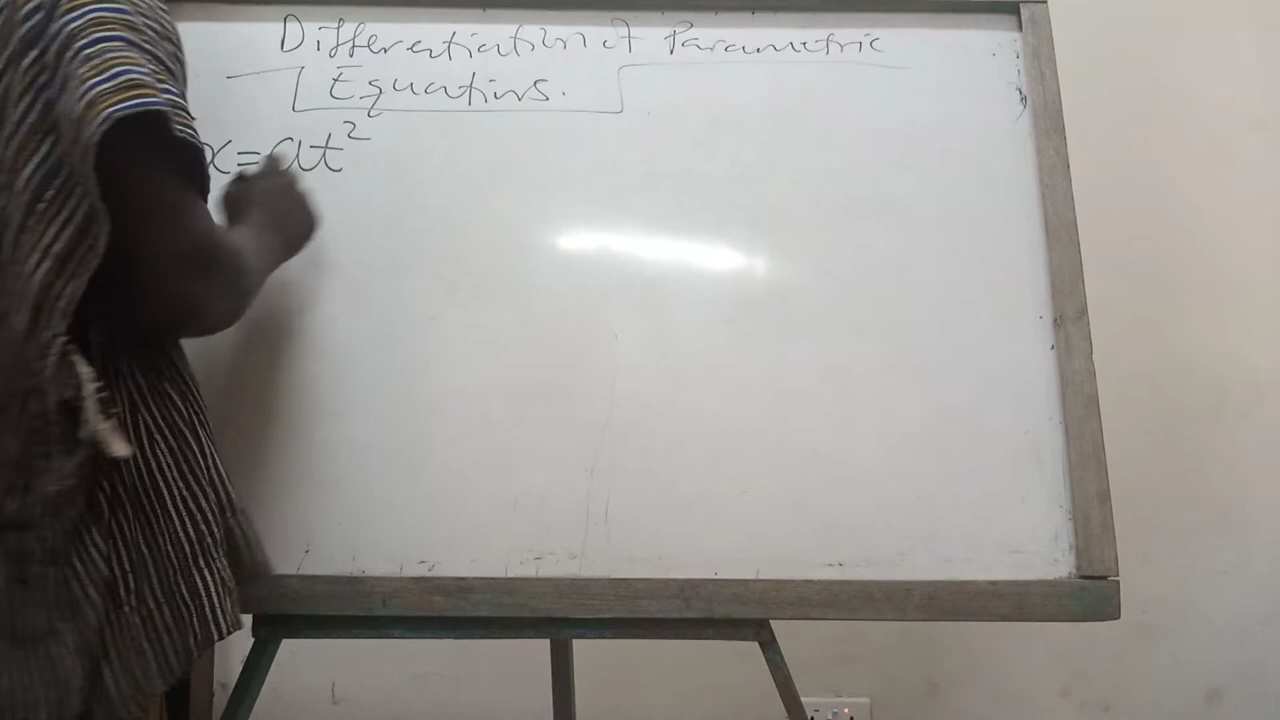 Differentiation of Parametric
Equations.
x=at²